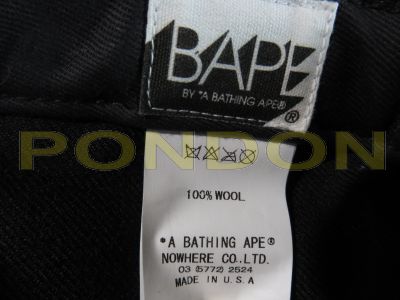 BAPE
BY *A BATHING APE®
®
PONDON
100% WOOL
*A BATHING APE®
NOWHERE CO., LTD.
03 (5772) 2524
MADE IN U.S.A